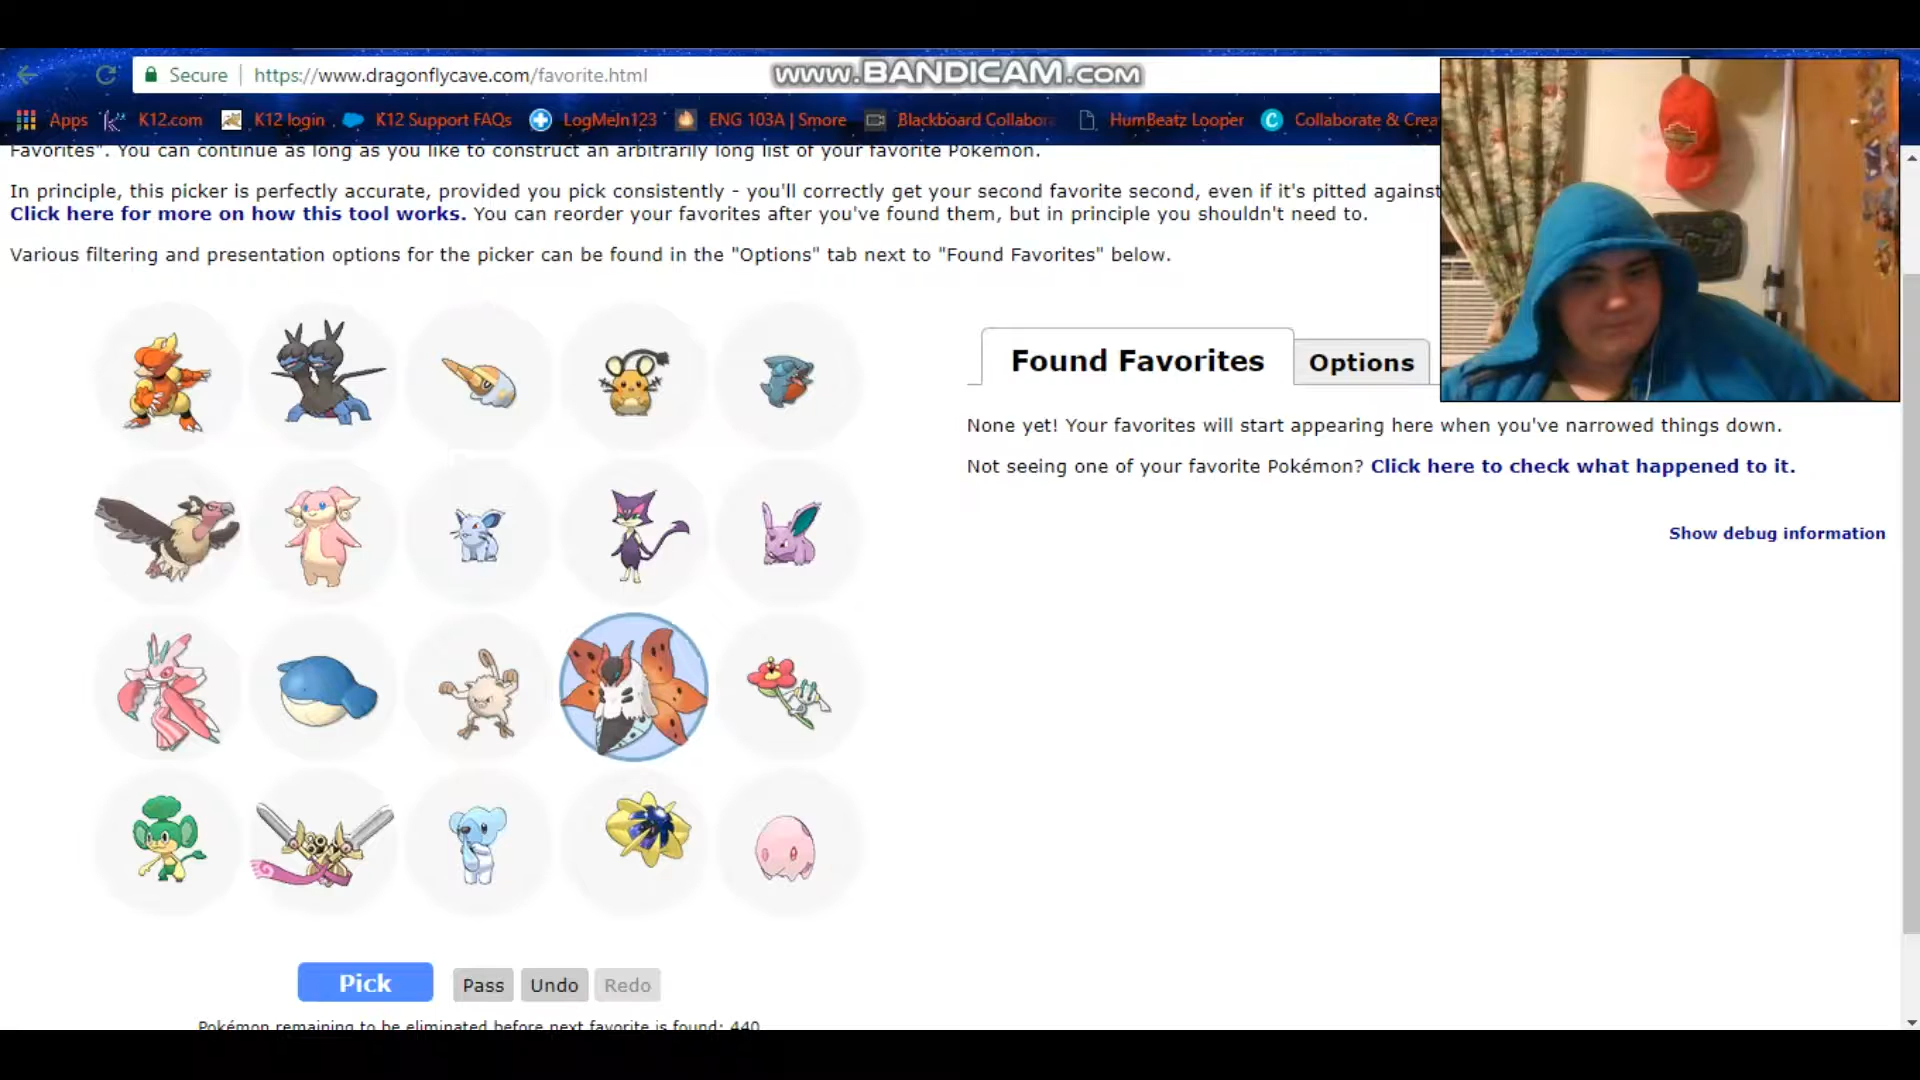 Secure
https://www.dragonflycave.com/favorite.html
www.BANDICAM.com
Apps
K12.com
K12 login
K12 Support FAQs
LogMeIn123
ENG 103A | Smore
Blackboard Collabor
HumBeatz Looper
Collaborate & Crea
Favorites". You can continue as long as you like to construct an arbitrarily long list of your favorite Pokémon.
In principle, this picker is perfectly accurate, provided you pick consistently - you'll correctly get your second favorite second, even if it's pitted against
Click here for more on how this tool works. You can reorder your favorites after you've found them, but in principle you shouldn't need to.
Various filtering and presentation options for the picker can be found in the "Options" tab next to "Found Favorites" below.
Found Favorites
Options
None yet! Your favorites will start appearing here when you've narrowed things down.
Not seeing one of your favorite Pokémon? Click here to check what happened to it.
Show debug information
Pick
Pass
Undo
Redo
Pokémon remaining to be eliminated before next favorite is found: 440